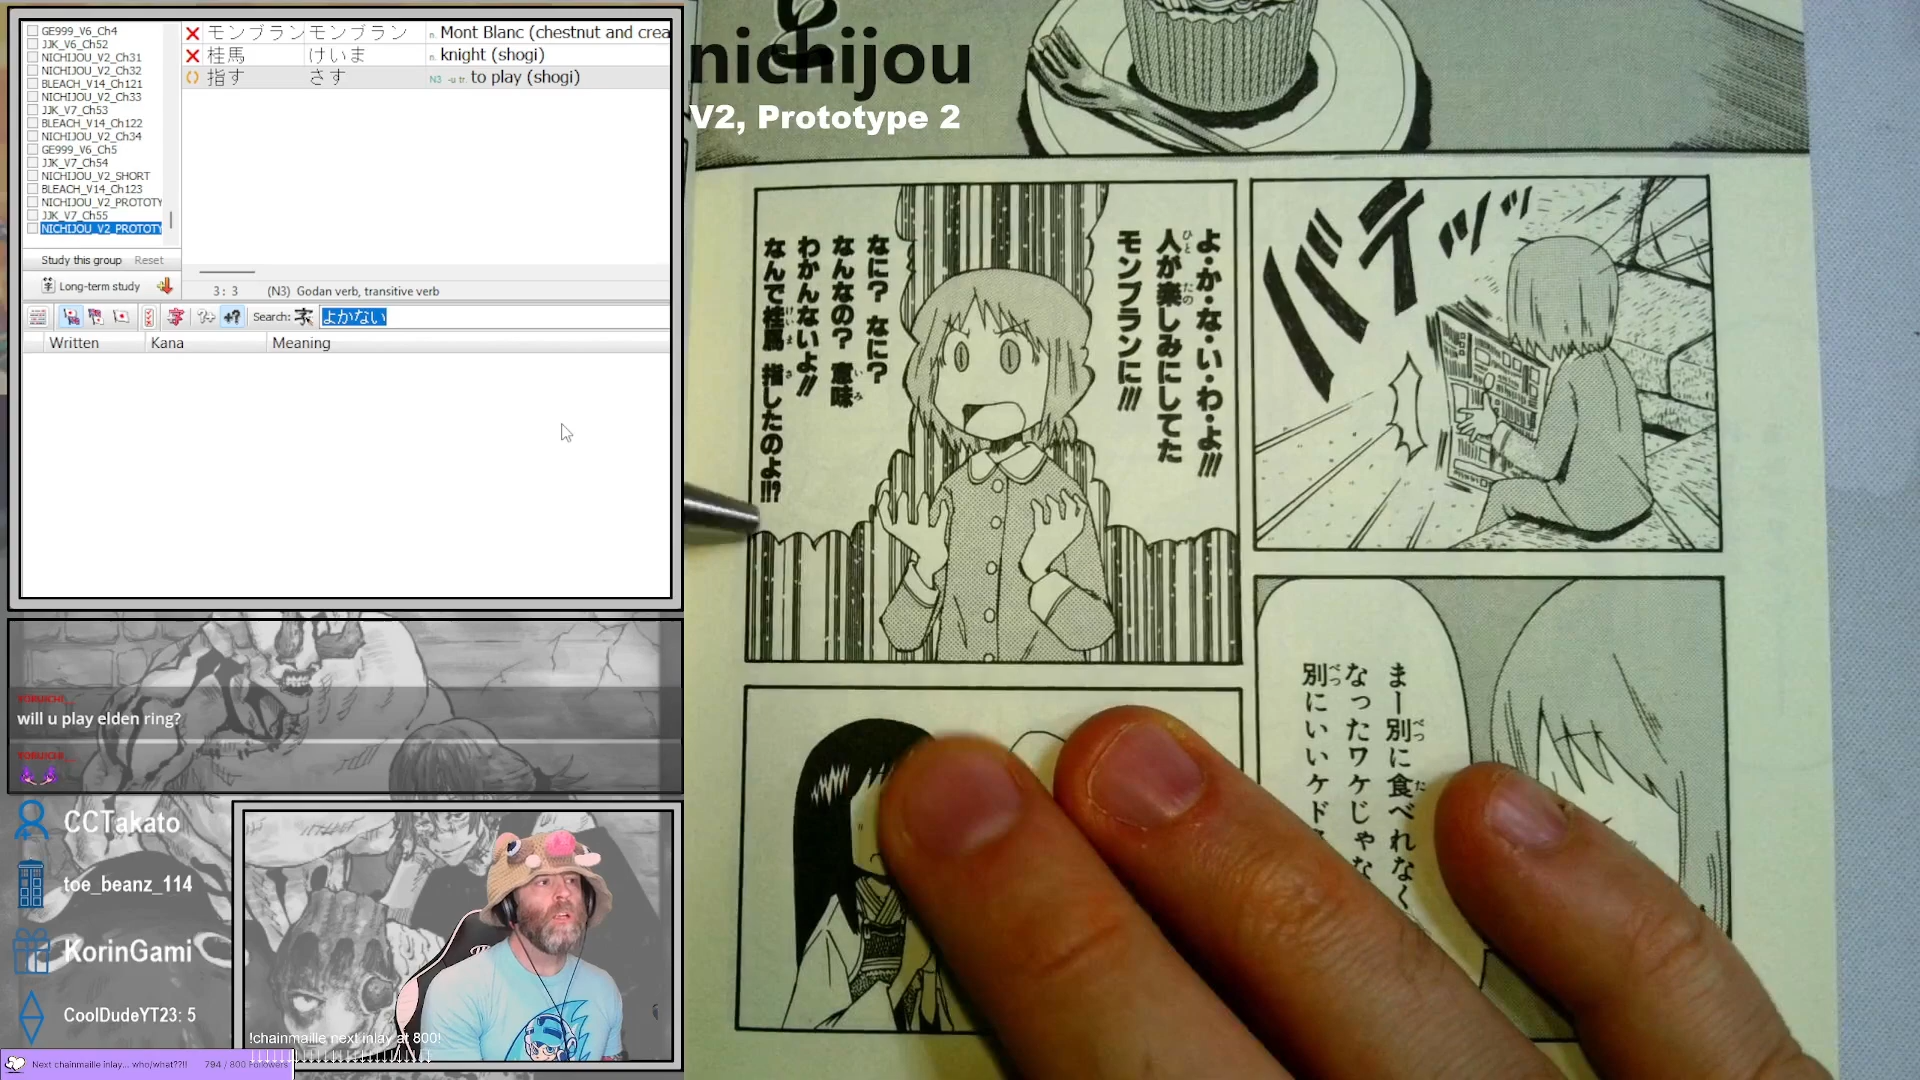 GE999_V6_Ch4
JJK_V6_Ch52
NICHIJOU_V2_Ch31
NICHIJOU_V2_Ch32
BLEACH_V14_Ch121
NICHIJOU_V2_Ch33
JJK_V7_Ch53
BLEACH_V14_Ch122
NICHIJOU_V2_Ch34
GE999_V6_Ch5
JJK_V7_Ch54
NICHIJOU_V2_SHORT
BLEACH_V14_Ch123
NICHIJOU_V2_PROTOTY
JJK_V7_Ch55
NICHIJOU_V2_PROTOTY
Study this group Reset
Long-term study
モンブラン モンブラン n. Mont Blanc (chestnut and crea
桂馬 けいま n. knight (shogi)
指す さす N3 -u tr. to play (shogi)
3: 3 (N3) Godan verb, transitive verb
Search: よかない
Written Kana Meaning
nichijou
V2, Prototype 2
バイッッ
よ・か・な・い・わ・よ!!!
人が楽しみにしてた
モンブランに!!!
なに?なに?
なんなの?意味
わかんないよ!!
なんで桂馬指したのよ!!?
まー別に食べれなく
なったワケじゃな
別にいいケド
will u play elden ring?
CCTakato
toe_beanz_114
KorinGami
CoolDudeYT23: 5
!chainmaille next inlay at 800!
Next chainmaille inlay... who/what??!! 794 / 800 Followers